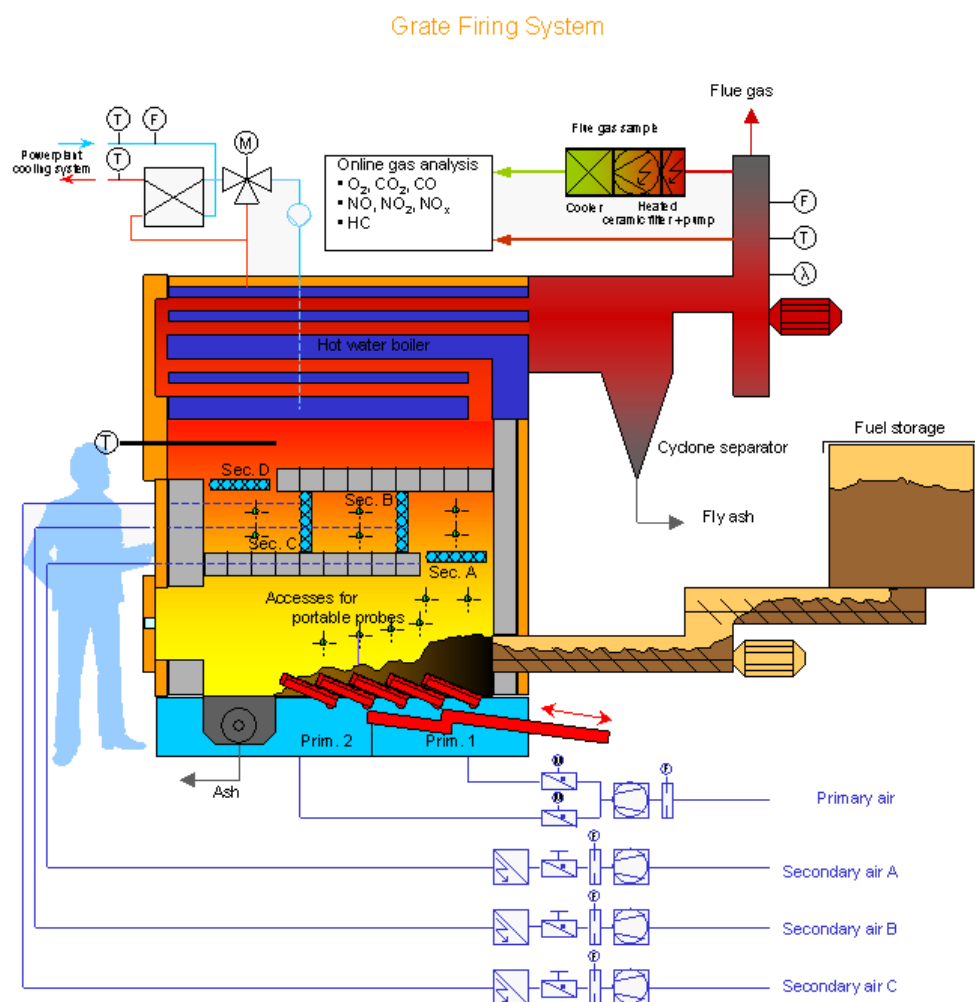 Grate Firing System
Flue gas
T
F
M
Flue gas sample
Powerplant
cooling system
T
Online gas analysis
▪ O₂, CO₂, CO
▪ NO, NO₂, NOₓ
▪ HC
Cooler
Heated
ceramic filter + pump
F
T
λ
Hot water boiler
T
Cyclone separator
Fuel storage
Sec. D
Sec. B
Sec. C
Fly ash
Sec. A
Accesses for
portable probes
Prim. 2
Prim. 1
Ash
M
F
M
Primary air
F
Secondary air A
F
Secondary air B
F
Secondary air C